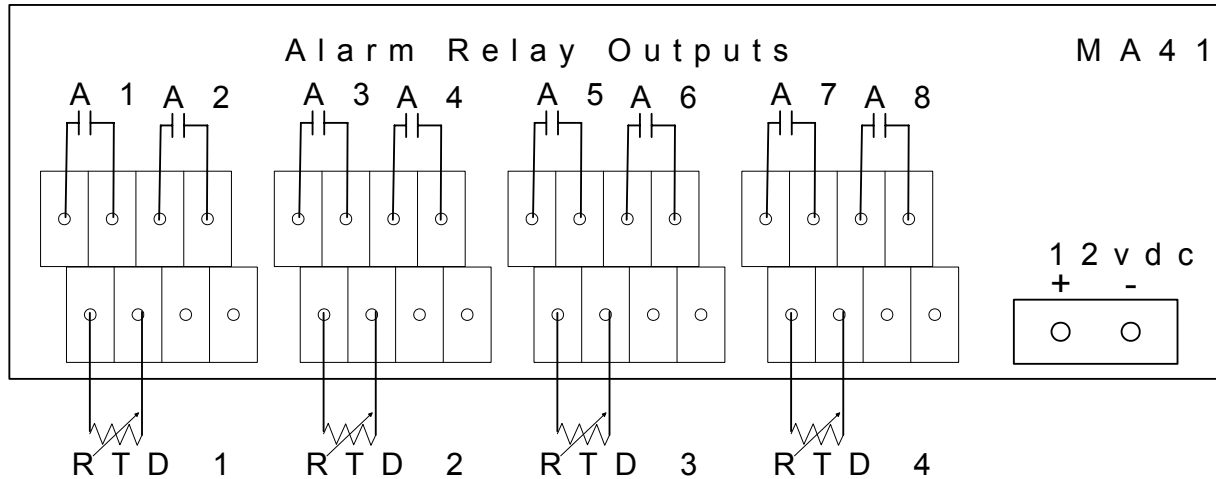 Alarm Relay Outputs MA41
A1 A2 A3 A4 A5 A6 A7 A8
12vdc
+ -
RTD 1 RTD 2 RTD 3 RTD 4